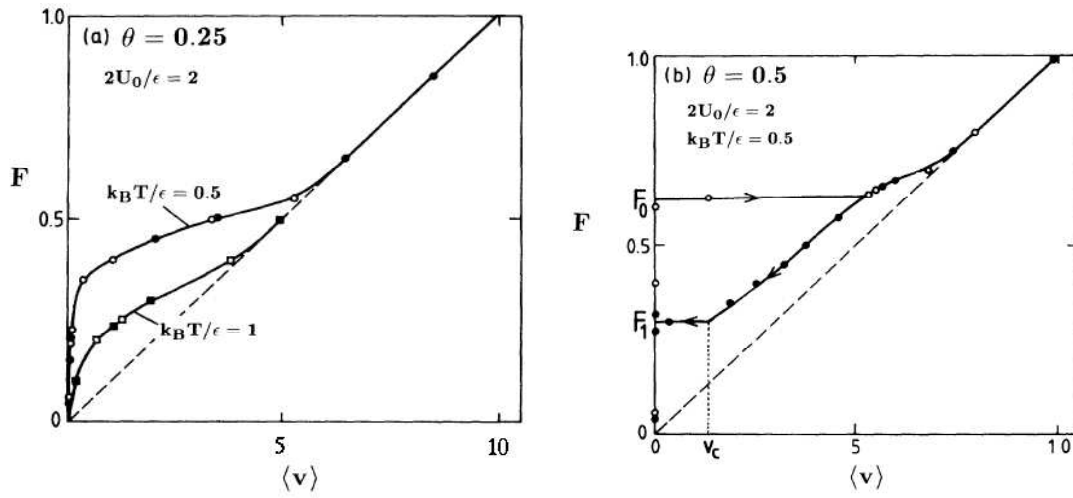 1.0
(a) θ = 0.25
2U₀/ϵ = 2
F
k_BT/ϵ = 0.5
0.5
k_BT/ϵ = 1
0
5
10
⟨v⟩
1.0
(b) θ = 0.5
2U₀/ϵ = 2
k_BT/ϵ = 0.5
F₀
F
0.5
F₁
0
0
v_c
5
10
⟨v⟩